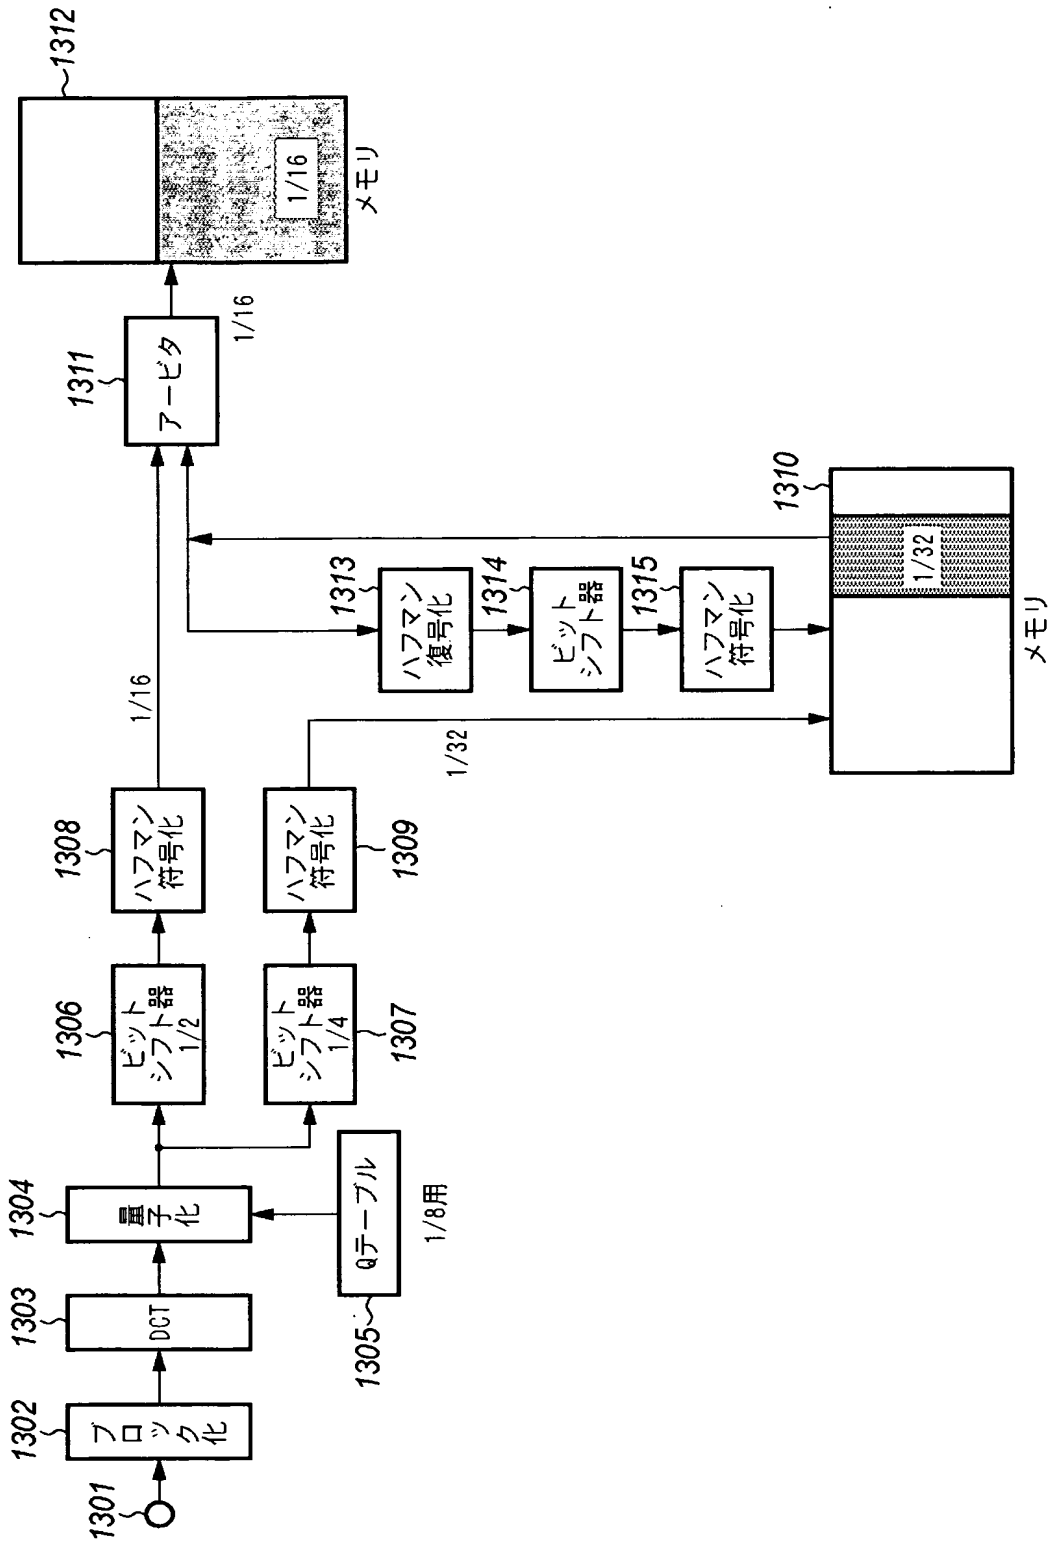 1301
1302
ブロック化
1303
DCT
1304
量子化
1305
Qテーブル
1/8用
1306
ビット
シフト器
1/2
1307
ビット
シフト器
1/4
1308
ハフマン
符号化
1309
ハフマン
符号化
1/16
1/32
1311
アービタ
1/16
1312
1/16
メモリ
1313
ハフマン
復号化
1314
ビット
シフト器
1315
ハフマン
符号化
1310
1/32
メモリ